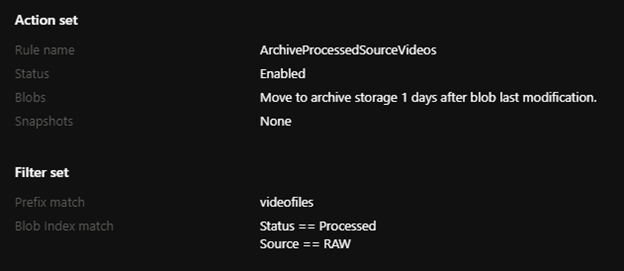 Action set
Rule name ArchiveProcessedSourceVideos
Status Enabled
Blobs Move to archive storage 1 days after blob last modification.
Snapshots None
Filter set
Prefix match videofiles
Blob Index match Status == Processed
Source == RAW